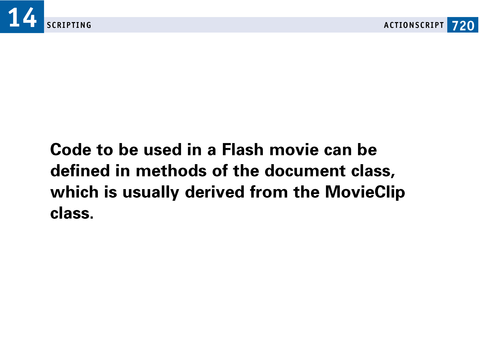 14 SCRIPTING ACTIONSCRIPT 720
Code to be used in a Flash movie can be
defined in methods of the document class,
which is usually derived from the MovieClip
class.